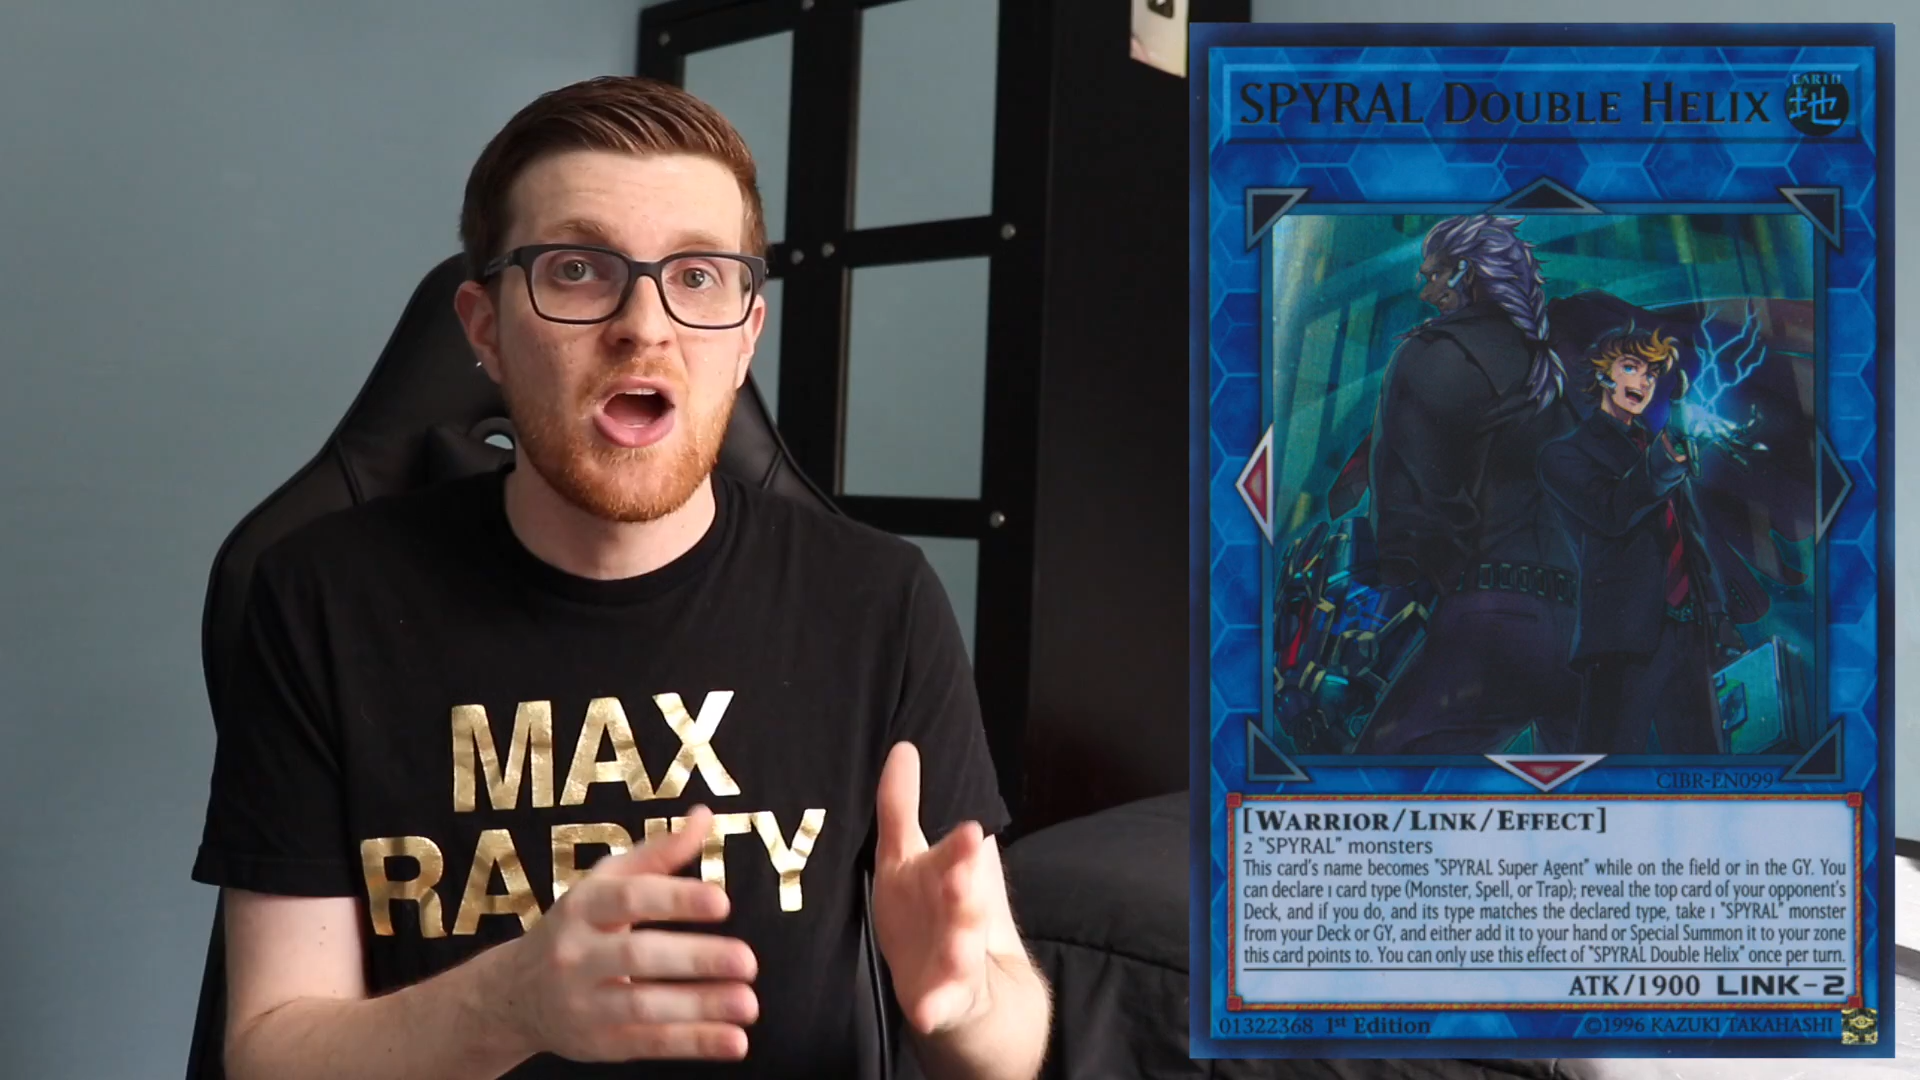 MAX
RARITY
SPYRAL DOUBLE HELIX
EARTH
地
CIBR-EN099
[WARRIOR/LINK/EFFECT]
2 "SPYRAL" monsters
This card's name becomes "SPYRAL Super Agent" while on the field or in the GY. You
can declare 1 card type (Monster, Spell, or Trap); reveal the top card of your opponent's
Deck, and if you do, and its type matches the declared type, take 1 "SPYRAL" monster
from your Deck or GY, and either add it to your hand or Special Summon it to your zone
this card points to. You can only use this effect of "SPYRAL Double Helix" once per turn.
ATK/1900 LINK-2
01322368 1st Edition
©1996 KAZUKI TAKAHASHI